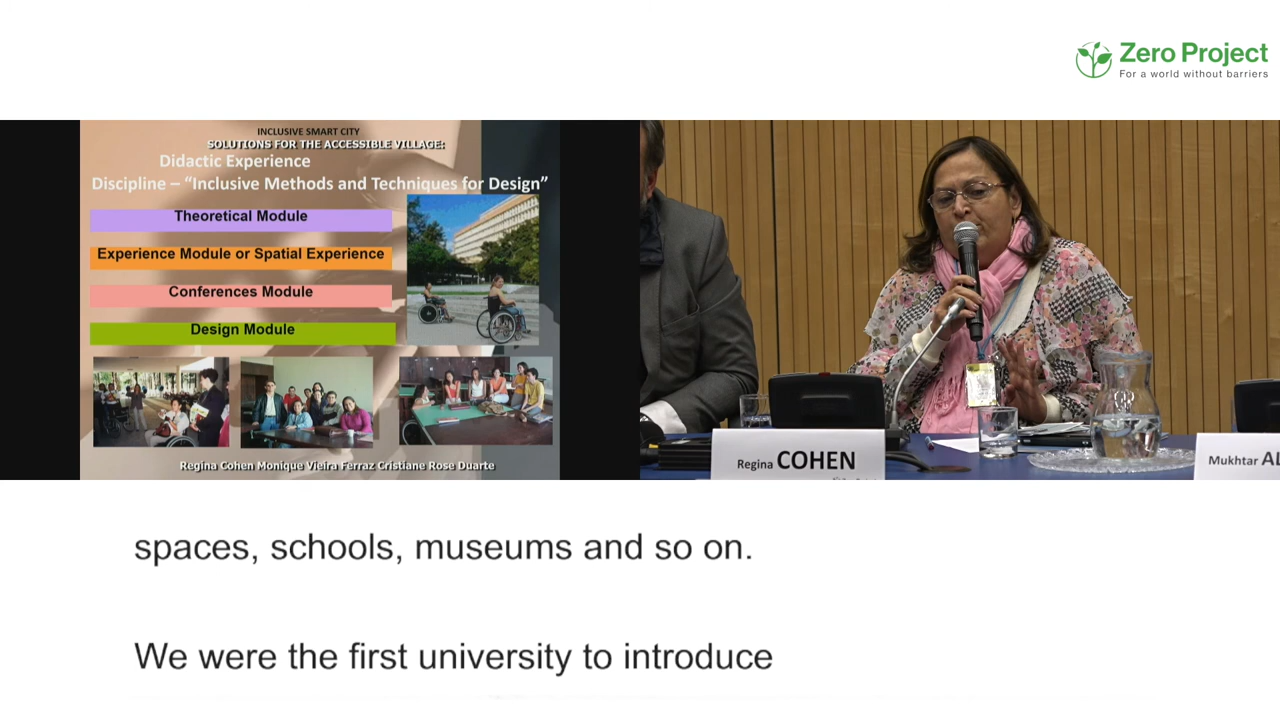 Zero Project
For a world without barriers
INCLUSIVE SMART CITY
SOLUTIONS FOR THE ACCESSIBLE VILLAGE:
Didactic Experience
Discipline – “Inclusive Methods and Techniques for Design”
Theoretical Module
Experience Module or Spatial Experience
Conferences Module
Design Module
Regina Cohen Monique Vieira Ferraz Cristiane Rose Duarte
Regina COHEN
Mukhtar AL
spaces, schools, museums and so on.
We were the first university to introduce